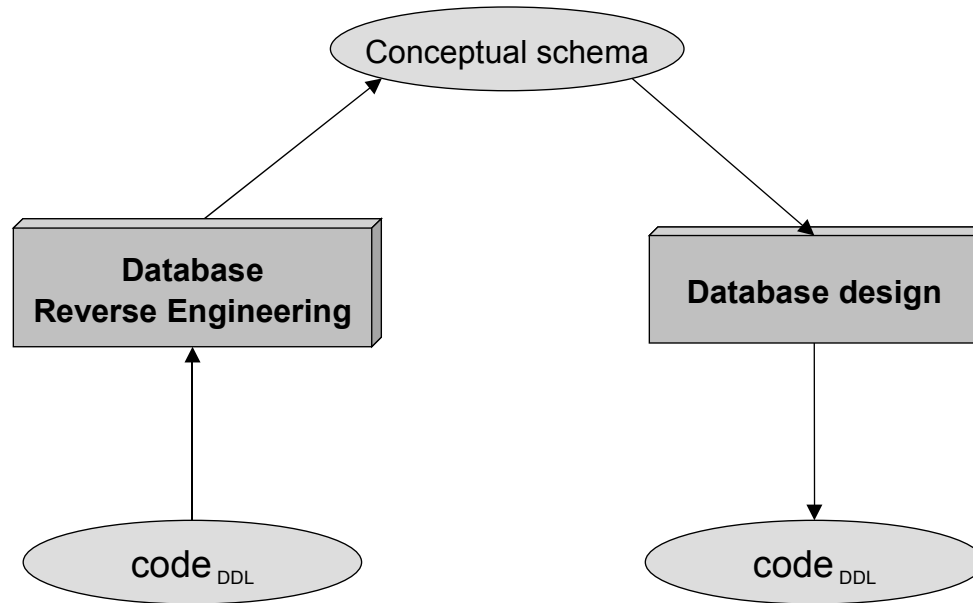 Conceptual schema
Database
Reverse Engineering
Database design
code DDL
code DDL